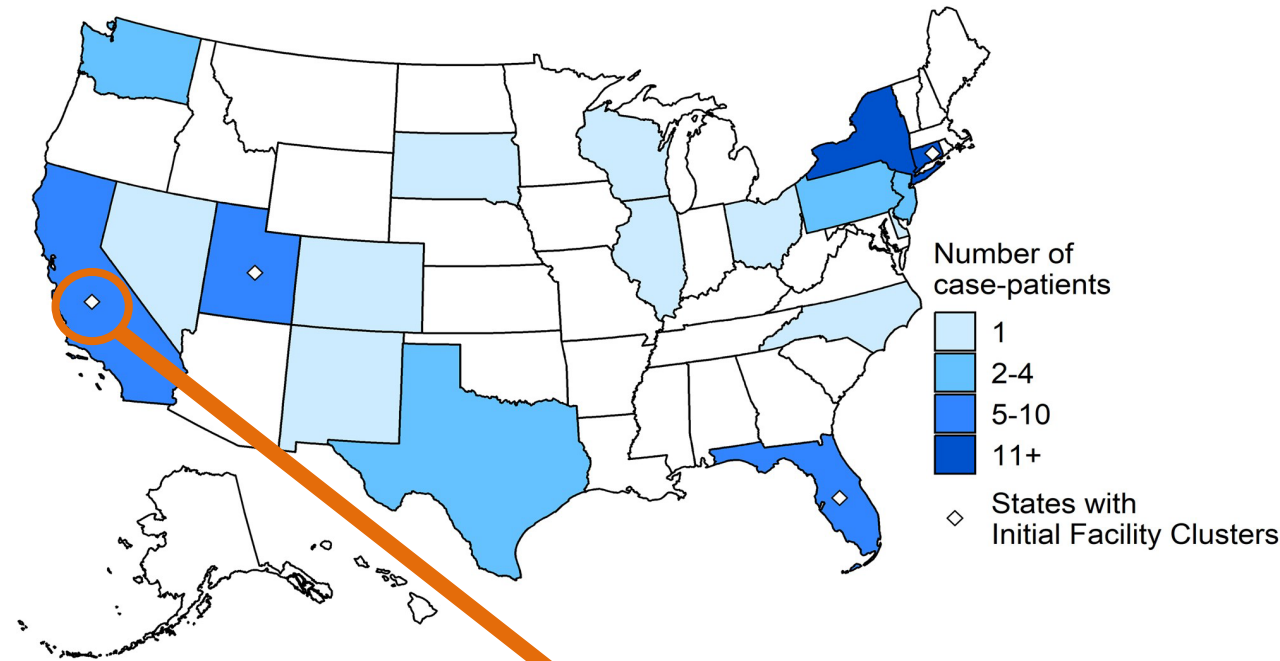 Number of
case-patients
1
2-4
5-10
11+
States with
Initial Facility Clusters